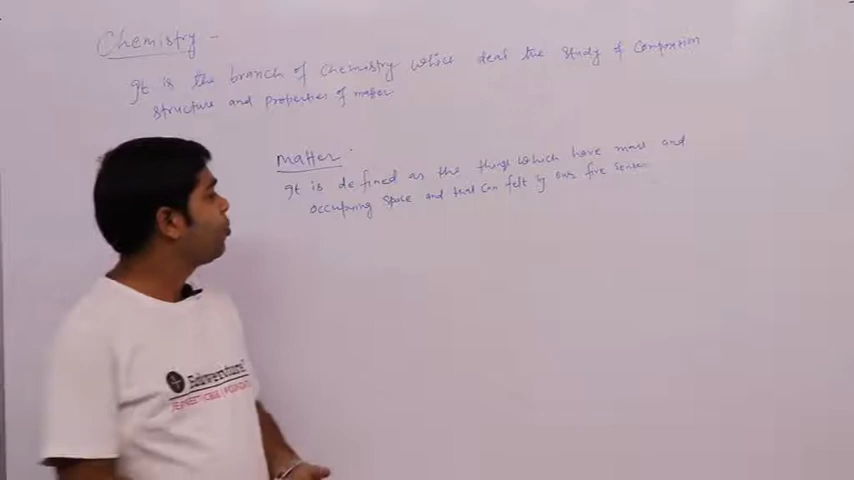 Chemistry -
It is the branch of Chemistry which deal the study of Composition
structure and properties of matter
Matter :
It is defined as the things which have mass and
occupying space and that can felt by ours five senses
Eduventure